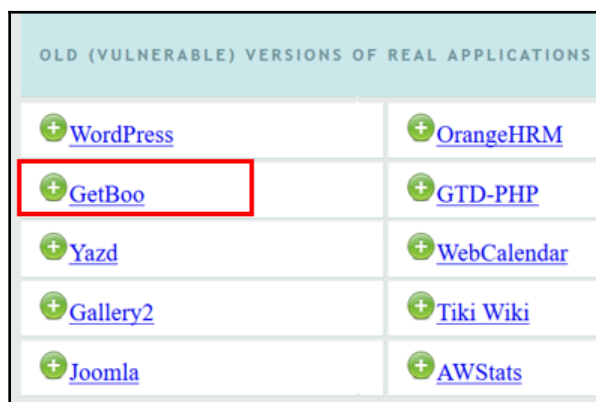 OLD (VULNERABLE) VERSIONS OF REAL APPLICATIONS
WordPress OrangeHRM
GetBoo GTD-PHP
Yazd WebCalendar
Gallery2 Tiki Wiki
Joomla AWStats